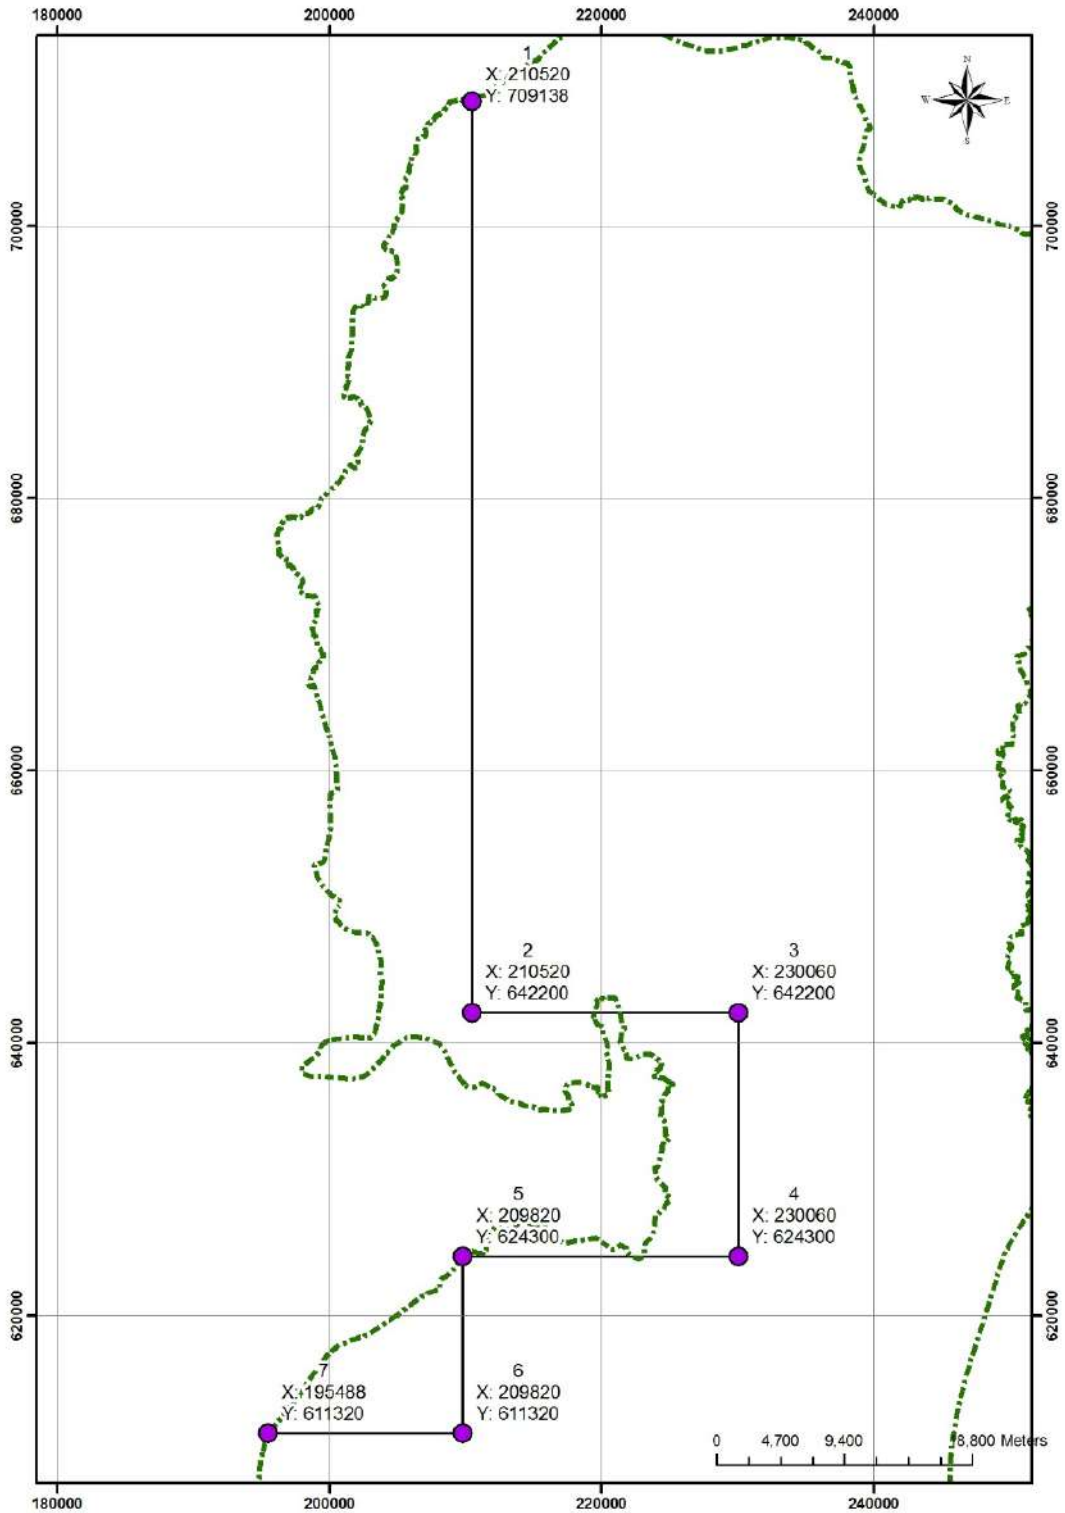 180000 200000 220000 240000
N
W E
S
1
X: 210520
Y: 709138
700000 700000
680000 680000
660000 660000
2
X: 210520
Y: 642200
3
X: 230060
Y: 642200
640000 640000
5
X: 209820
Y: 624300
4
X: 230060
Y: 624300
620000 620000
7
X: 195488
Y: 611320
6
X: 209820
Y: 611320
0 4,700 9,400 18,800 Meters
180000 200000 220000 240000